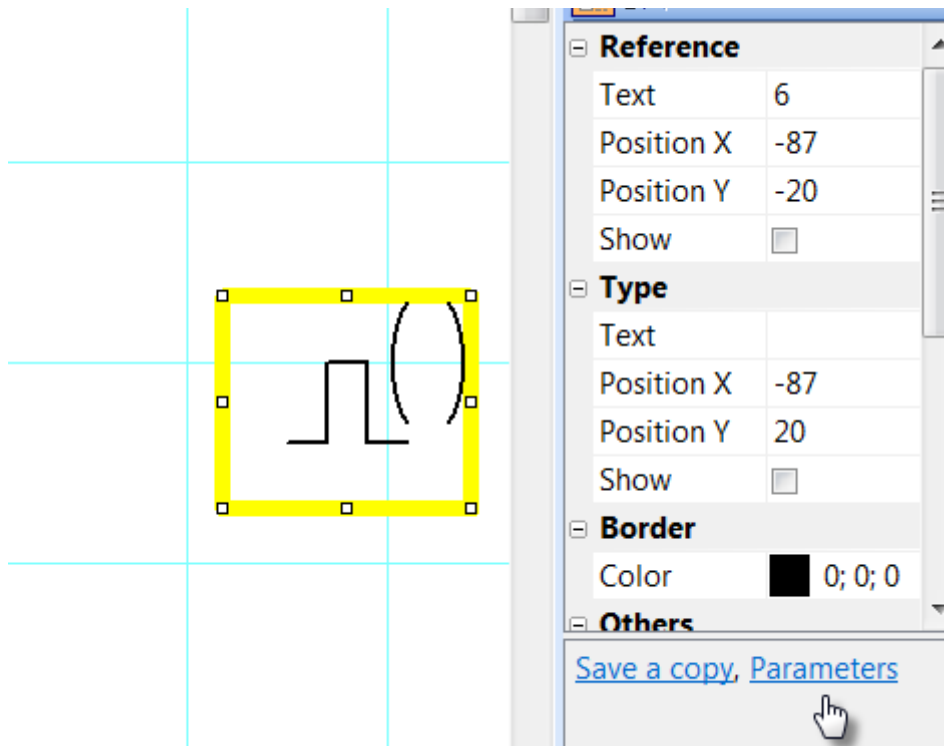 Reference
Text 6
Position X -87
Position Y -20
Show
Type
Text
Position X -87
Position Y 20
Show
Border
Color 0; 0; 0
Others
Save a copy, Parameters